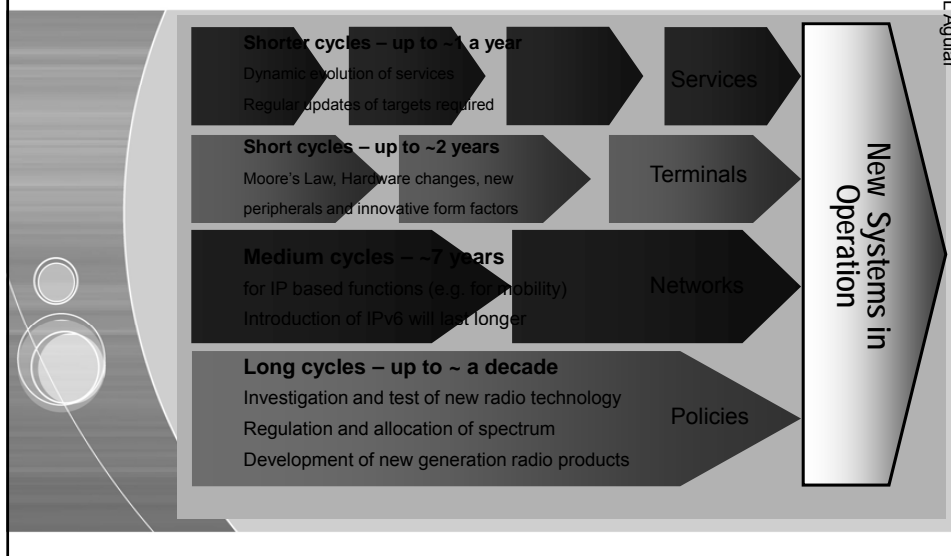 Shorter cycles – up to ~1 a year
Dynamic evolution of services
Regular updates of targets required
Services
Short cycles – up to ~2 years
Moore's Law, Hardware changes, new
peripherals and innovative form factors
Terminals
Medium cycles – ~7 years
for IP based functions (e.g. for mobility)
Introduction of IPv6 will last longer
Networks
Long cycles – up to ~ a decade
Investigation and test of new radio technology
Regulation and allocation of spectrum
Development of new generation radio products
Policies
New Systems in
Operation
Aguiar